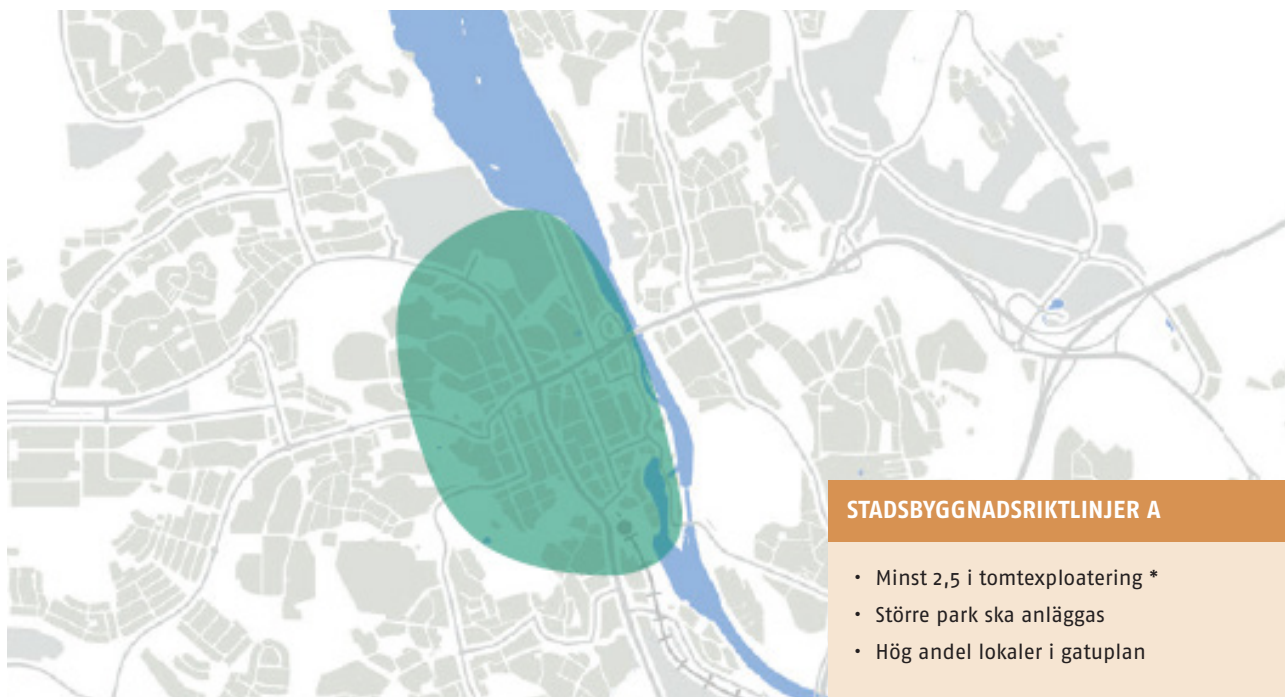 STADSBYGGNADSRIKTLINJER A
• Minst 2,5 i tomtexploatering *
• Större park ska anläggas
• Hög andel lokaler i gatuplan